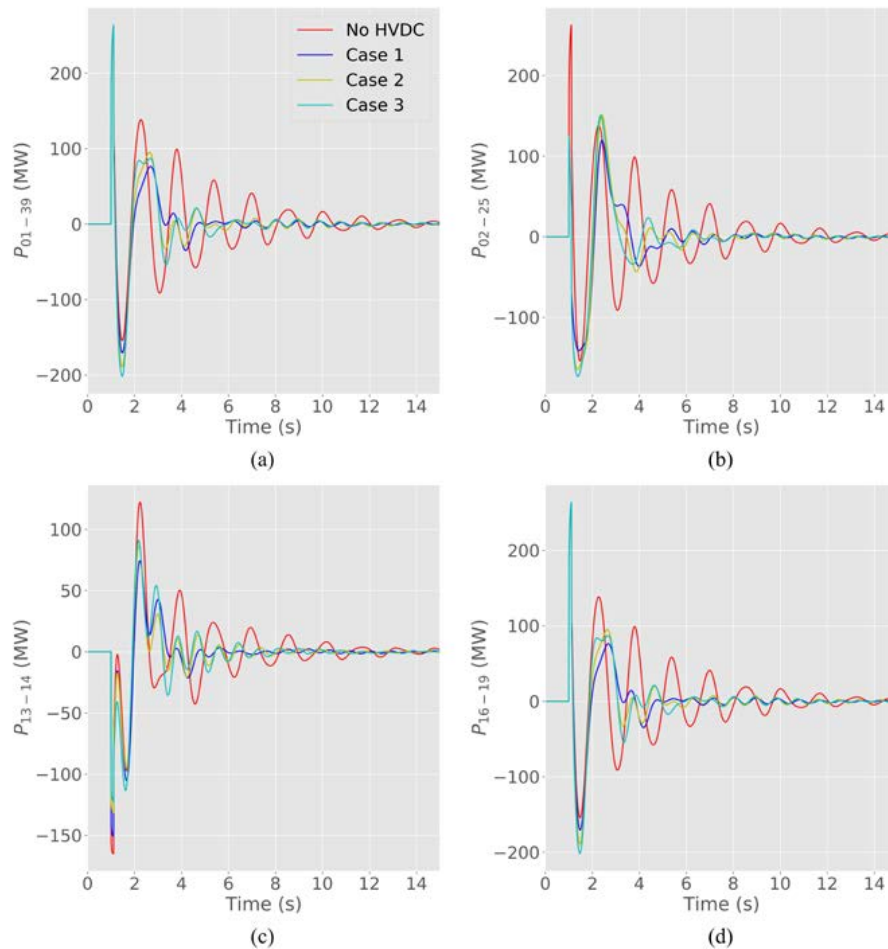 No HVDC
Case 1
Case 2
Case 3
200
100
0
−100
−200
P01−39 (MW)
0 2 4 6 8 10 12 14
Time (s)
(a)
200
100
0
−100
P02−25 (MW)
0 2 4 6 8 10 12 14
Time (s)
(b)
100
50
0
−50
−100
−150
P13−14 (MW)
0 2 4 6 8 10 12 14
Time (s)
(c)
200
100
0
−100
−200
P16−19 (MW)
0 2 4 6 8 10 12 14
Time (s)
(d)